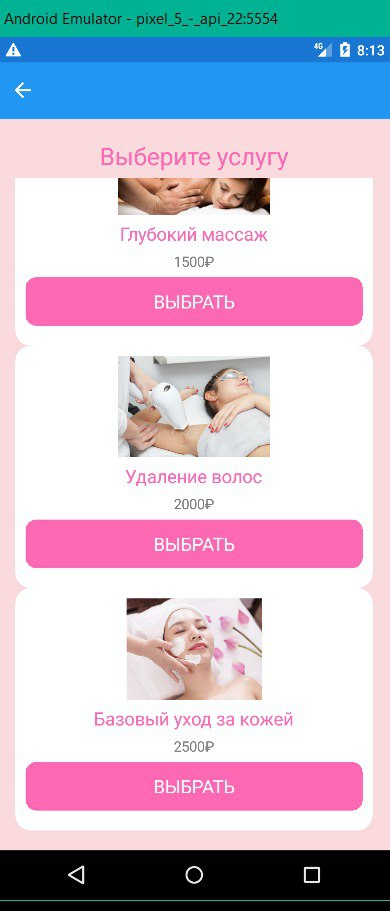 Android Emulator - pixel_5_-_api_22:5554
4G 8:13
Выберите услугу
Глубокий массаж
1500₽
ВЫБРАТЬ
Удаление волос
2000₽
ВЫБРАТЬ
Базовый уход за кожей
2500₽
ВЫБРАТЬ